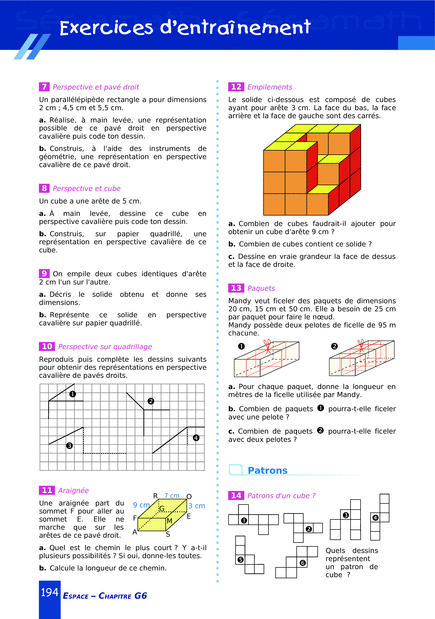 Exercices d'entraînement
7 Perspective et pavé droit
Un parallélépipède rectangle a pour dimensions
2 cm ; 4,5 cm et 5,5 cm.
a. Réalise, à main levée, une représentation
possible de ce pavé droit en perspective
cavalière puis code ton dessin.
b. Construis, à l'aide des instruments de
géométrie, une représentation en perspective
cavalière de ce pavé droit.
8 Perspective et cube
Un cube a une arête de 5 cm.
a. À main levée, dessine ce cube en
perspective cavalière puis code ton dessin.
b. Construis, sur papier quadrillé, une
représentation en perspective cavalière de ce
cube.
9 On empile deux cubes identiques d'arête
2 cm l'un sur l'autre.
a. Décris le solide obtenu et donne ses
dimensions.
b. Représente ce solide en perspective
cavalière sur papier quadrillé.
10 Perspective sur quadrillage
Reproduis puis complète les dessins suivants
pour obtenir des représentations en perspective
cavalière de pavés droits.
1
2
3
4
11 Araignée
Une araignée part du
sommet F pour aller au
sommet E. Elle ne
marche que sur les
arêtes de ce pavé droit.
R 7 cm O
9 cm G 3 cm
F M E
A S
a. Quel est le chemin le plus court ? Y a-t-il
plusieurs possibilités ? Si oui, donne-les toutes.
b. Calcule la longueur de ce chemin.
12 Empilements
Le solide ci-dessous est composé de cubes
ayant pour arête 3 cm. La face du bas, la face
arrière et la face de gauche sont des carrés.
a. Combien de cubes faudrait-il ajouter pour
obtenir un cube d'arête 9 cm ?
b. Combien de cubes contient ce solide ?
c. Dessine en vraie grandeur la face de dessus
et la face de droite.
13 Paquets
Mandy veut ficeler des paquets de dimensions
20 cm, 15 cm et 50 cm. Elle a besoin de 25 cm
par paquet pour faire le nœud.
Mandy possède deux pelotes de ficelle de 95 m
chacune.
1 2
a. Pour chaque paquet, donne la longueur en
mètres de la ficelle utilisée par Mandy.
b. Combien de paquets 1 pourra-t-elle ficeler
avec une pelote ?
c. Combien de paquets 2 pourra-t-elle ficeler
avec deux pelotes ?
Patrons
14 Patrons d'un cube ?
1
2
3
4
5
6
Quels dessins
représentent
un patron de
cube ?
194 Espace – Chapitre G6